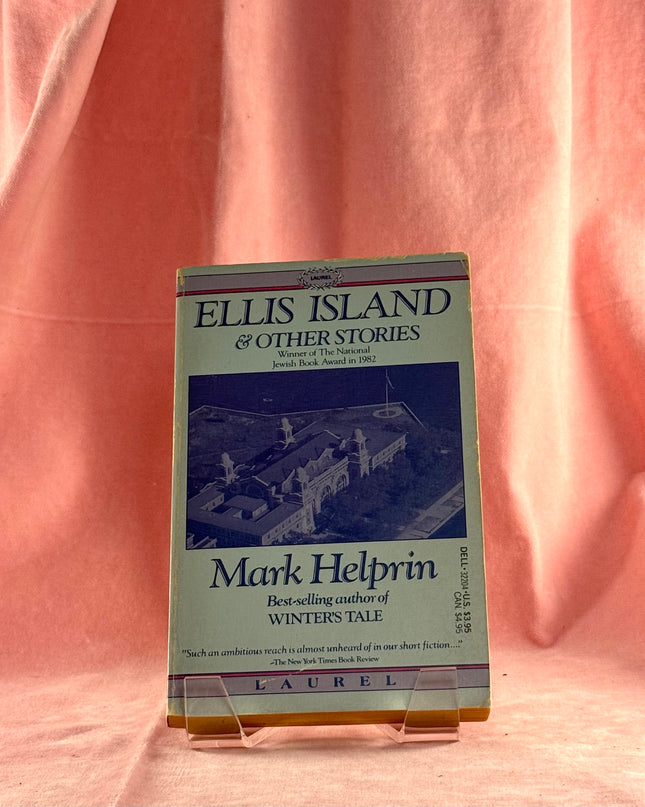 LAUREL
ELLIS ISLAND
& OTHER STORIES
Winner of The National
Jewish Book Award in 1982
Mark Helprin
Best-selling author of
WINTER'S TALE
DELL • 32204 • U.S. $3.95
CAN. $4.95
"Such an ambitious reach is almost unheard of in our short fiction...."
–The New York Times Book Review
LAUREL